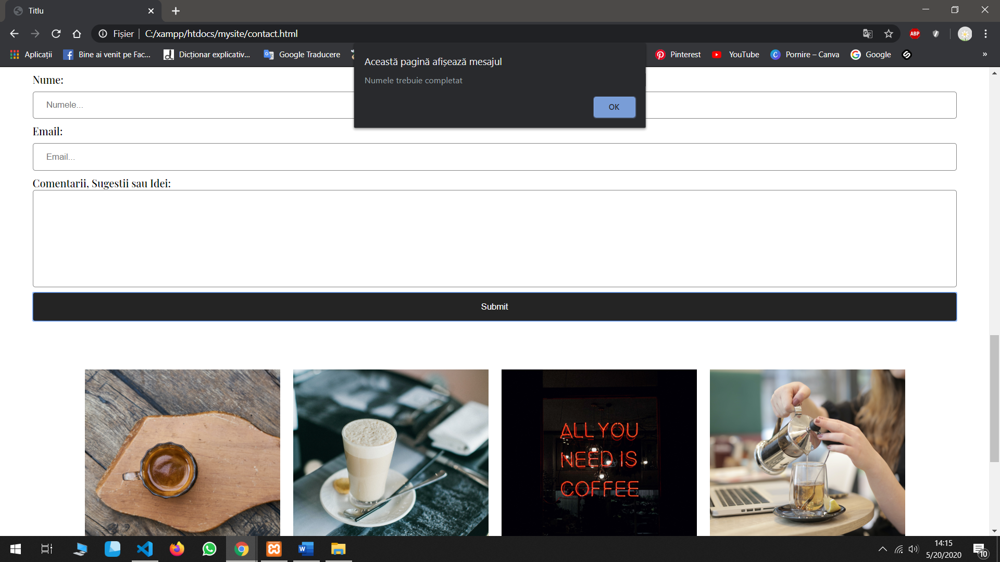 Titlu
Fișier | C:/xampp/htdocs/mysite/contact.html
ABP
Aplicații
Bine ai venit pe Fac...
Dicționar explicativ...
Google Traducere
Pinterest
YouTube
Pornire – Canva
Google
»
Această pagină afișează mesajul
Numele trebuie completat
OK
Nume:
Numele...
Email:
Email...
Comentarii, Sugestii sau Idei:
Submit
ALL YOU
NEED IS
COFFEE
14:15
5/20/2020
10